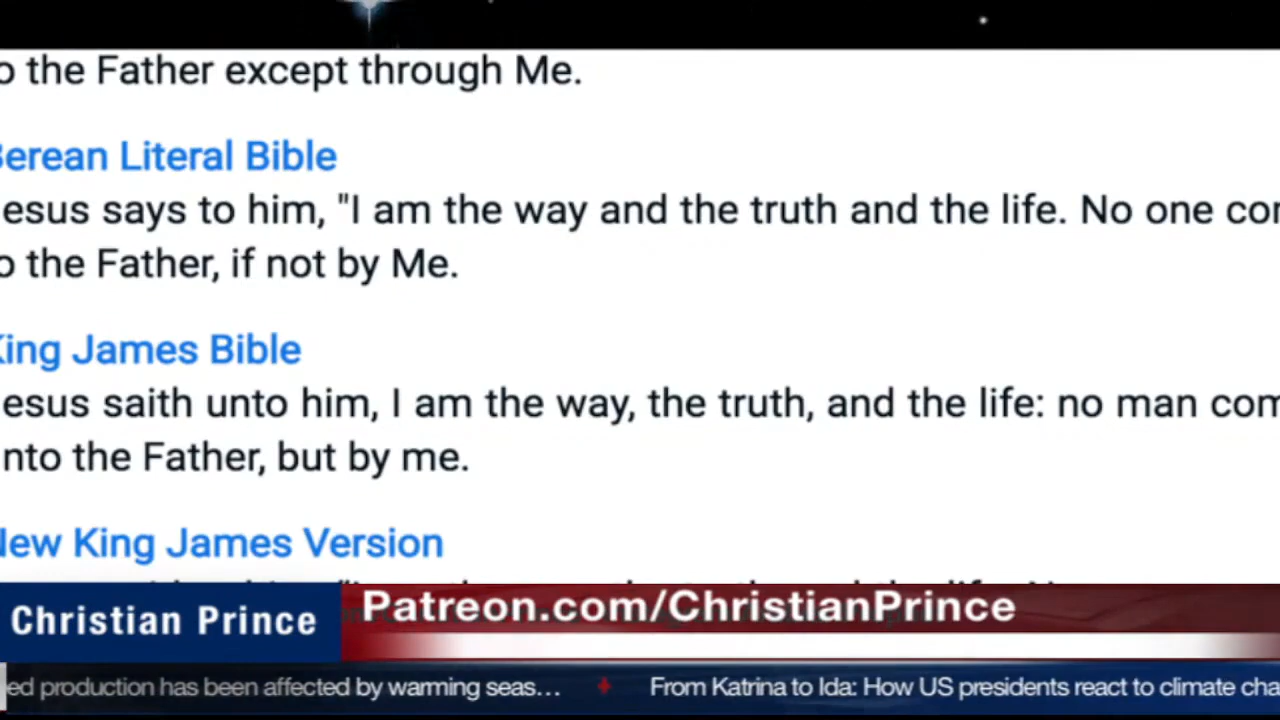 o the Father except through Me.
Berean Literal Bible
esus says to him, "I am the way and the truth and the life. No one con
o the Father, if not by Me.
King James Bible
esus saith unto him, I am the way, the truth, and the life: no man com
nto the Father, but by me.
New King James Version
Christian Prince
Patreon.com/ChristianPrince
ed production has been affected by warming seas… From Katrina to Ida: How US presidents react to climate cha